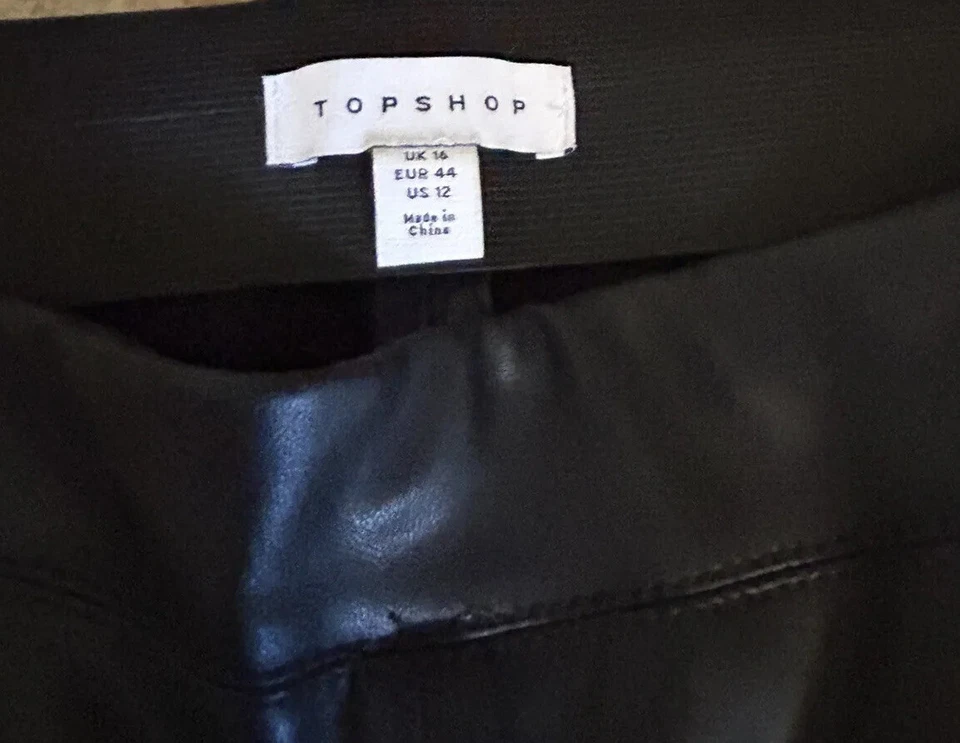 TOPSHOP
UK 16
EUR 44
US 12
Made in
China